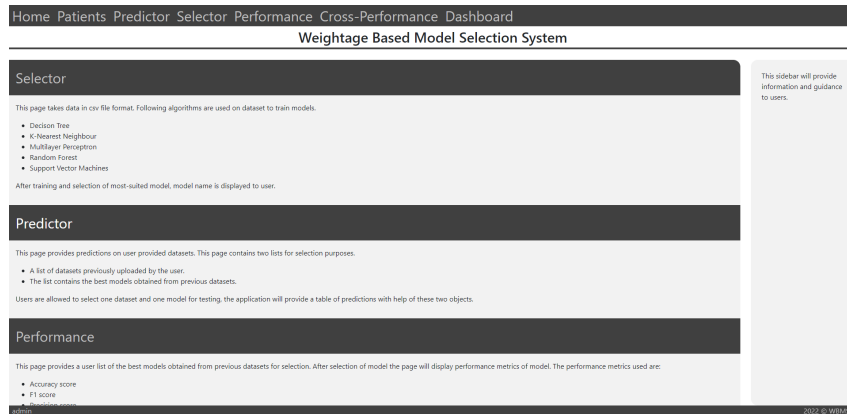 Home Patients Predictor Selector Performance Cross-Performance Dashboard
Weightage Based Model Selection System
Selector
This page takes data in csv file format. Following algorithms are used on dataset to train models.
Decison Tree
K-Nearest Neighbour
Multilayer Perceptron
Random Forest
Support Vector Machines
After training and selection of most-suited model, model name is displayed to user.
Predictor
This page provides predictions on user provided datasets. This page contains two lists for selection purposes.
A list of datasets previously uploaded by the user.
The list contains the best models obtained from previous datasets.
Users are allowed to select one dataset and one model for testing, the application will provide a table of predictions with help of these two objects.
Performance
This page provides a user list of the best models obtained from previous datasets for selection. After selection of model the page will display performance metrics of model. The performance metrics used are:
Accuracy score
F1 score
Precision score
This sidebar will provide
information and guidance
to users.
admin
2022 © WBM